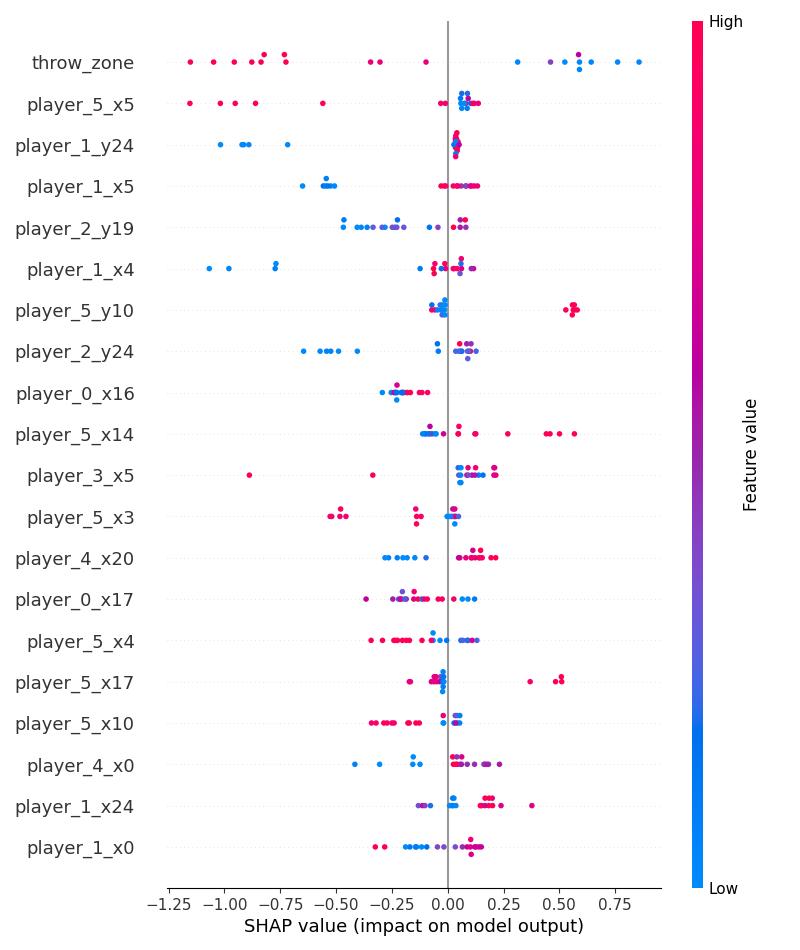 High
throw_zone
player_5_x5
player_1_y24
player_1_x5
player_2_y19
player_1_x4
player_5_y10
player_2_y24
player_0_x16
player_5_x14
player_3_x5
player_5_x3
player_4_x20
player_0_x17
player_5_x4
player_5_x17
player_5_x10
player_4_x0
player_1_x24
player_1_x0
Feature value
Low
−1.25 −1.00 −0.75 −0.50 −0.25 0.00 0.25 0.50 0.75
SHAP value (impact on model output)